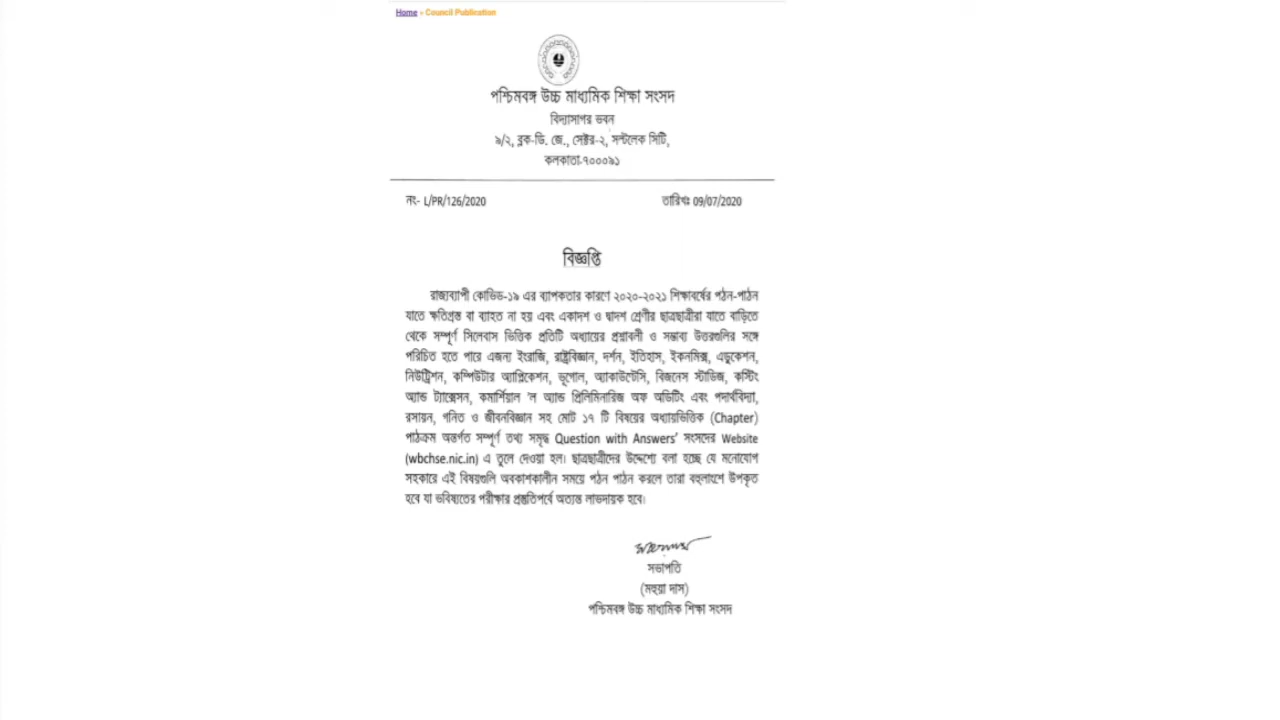 Home » Council Publication
পশ্চিমবঙ্গ উচ্চ মাধ্যমিক শিক্ষা সংসদ
বিদ্যাসাগর ভবন
৯/২, ব্লক-ডি. জে., সেক্টর-২, সল্টলেক সিটি,
কলকাতা-৭০০০৯১
নং- L/PR/126/2020 তারিখঃ 09/07/2020
বিজ্ঞপ্তি
রাজ্যব্যাপী কোভিড-১৯ এর ব্যাপকতার কারণে ২০২০-২০২১ শিক্ষাবর্ষের পঠন-পাঠন
যাতে ক্ষতিগ্রস্ত বা ব্যাহত না হয় এবং একাদশ ও দ্বাদশ শ্রেণীর ছাত্রছাত্রীরা যাতে বাড়িতে
থেকে সম্পূর্ণ সিলেবাস ভিত্তিক প্রতিটি অধ্যায়ের প্রশ্নাবলী ও সম্ভাব্য উত্তরগুলির সঙ্গে
পরিচিত হতে পারে এজন্য ইংরাজি, রাষ্ট্রবিজ্ঞান, দর্শন, ইতিহাস, ইকনমিক্স, এডুকেশন,
নিউট্রিশন, কম্পিউটার অ্যাপ্লিকেশন, ভূগোল, অ্যাকাউন্টেসি, বিজনেস স্টাডিজ, কস্টিং
অ্যান্ড ট্যাক্সেসন, কমার্শিয়াল 'ল অ্যান্ড প্রিলিমিনারিজ অফ অডিটিং এবং পদার্থবিদ্যা,
রসায়ন, গনিত ও জীবনবিজ্ঞান সহ মোট ১৭ টি বিষয়ের অধ্যায়ভিত্তিক (Chapter)
পাঠক্রম অন্তর্গত সম্পূর্ণ তথ্য সমৃদ্ধ Question with Answers' সংসদের Website
(wbchse.nic.in) এ তুলে দেওয়া হল। ছাত্রছাত্রীদের উদ্দেশ্যে বলা হচ্ছে যে মনোযোগ
সহকারে এই বিষয়গুলি অবকাশকালীন সময়ে পঠন পাঠন করলে তারা বহুলাংশে উপকৃত
হবে যা ভবিষ্যতের পরীক্ষার প্রস্তুতিপর্বে অত্যন্ত লাভদায়ক হবে।
সভাপতি
(মহুয়া দাস)
পশ্চিমবঙ্গ উচ্চ মাধ্যমিক শিক্ষা সংসদ